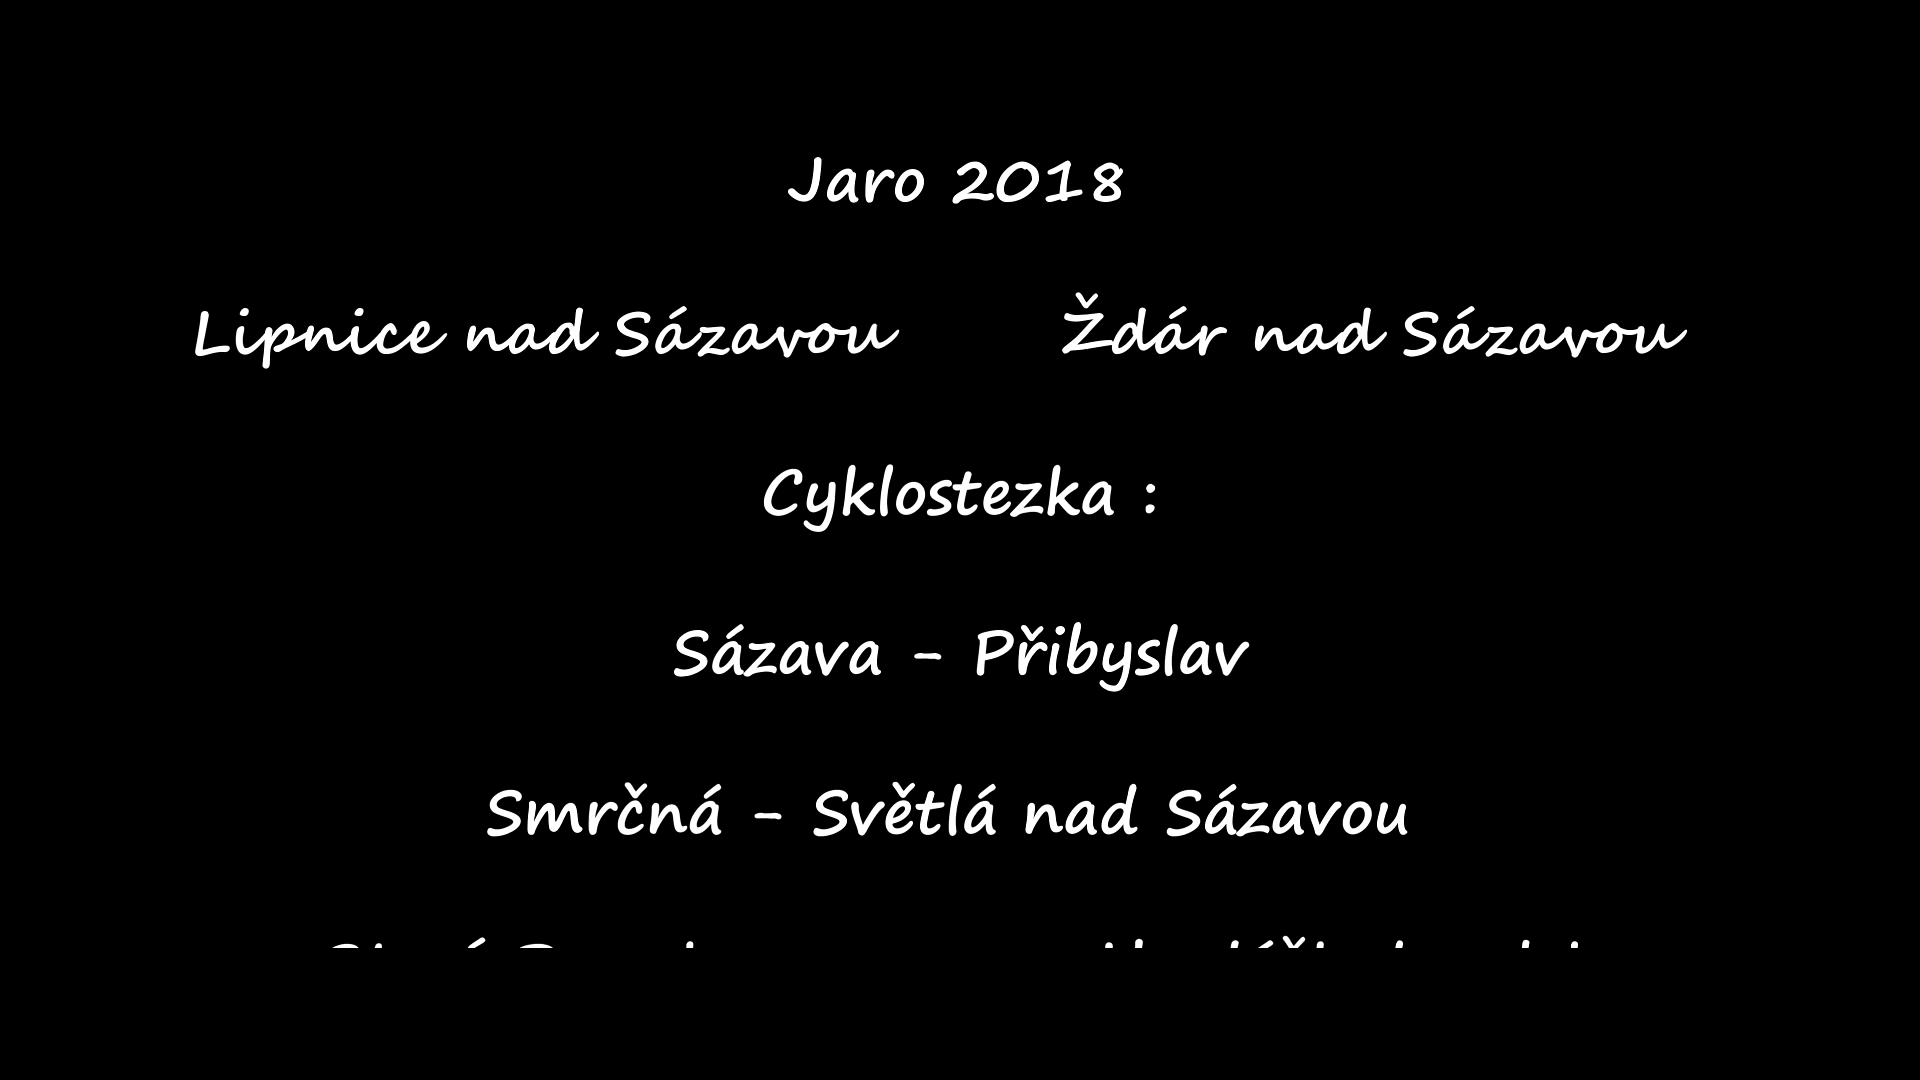 Jaro 2018
Lipnice nad Sázavou Ždár nad Sázavou
Cyklostezka :
Sázava - Přibyslav
Smrčná - Světlá nad Sázavou